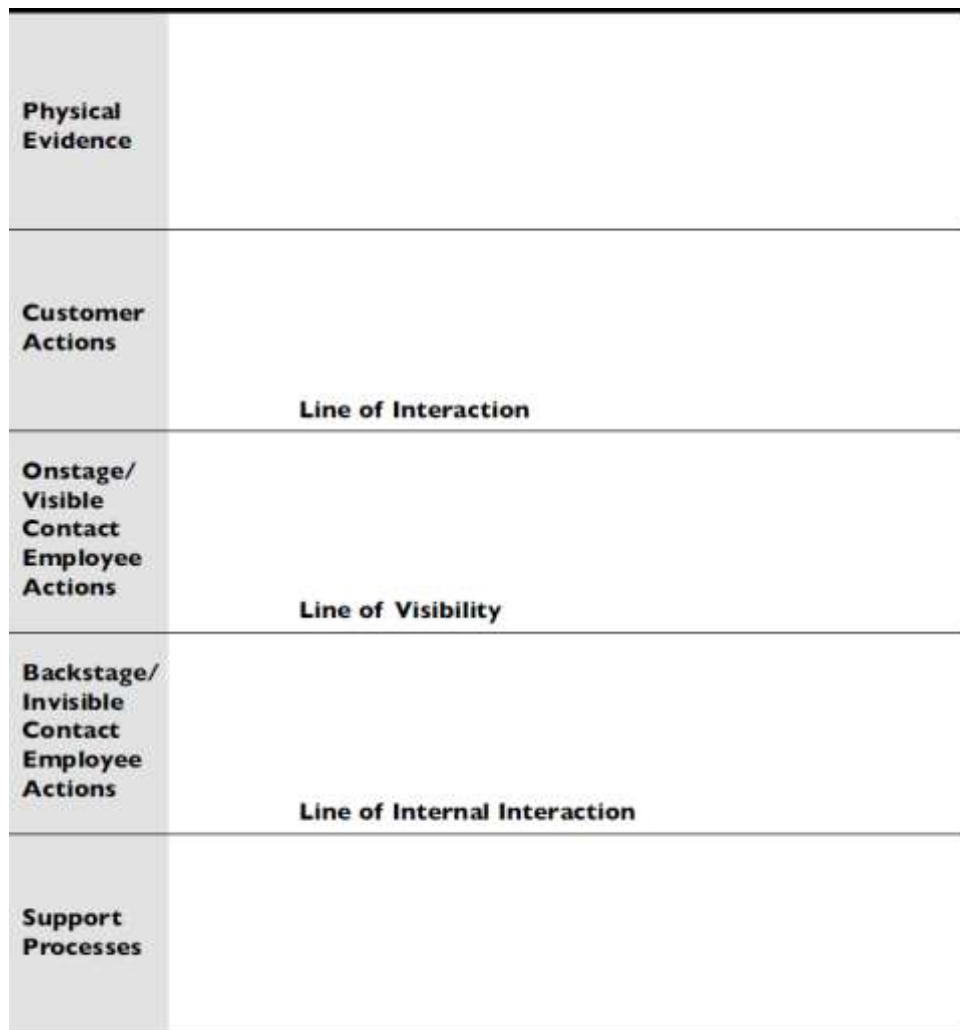 Physical
Evidence
Customer
Actions
Line of Interaction
Onstage/
Visible
Contact
Employee
Actions
Line of Visibility
Backstage/
Invisible
Contact
Employee
Actions
Line of Internal Interaction
Support
Processes